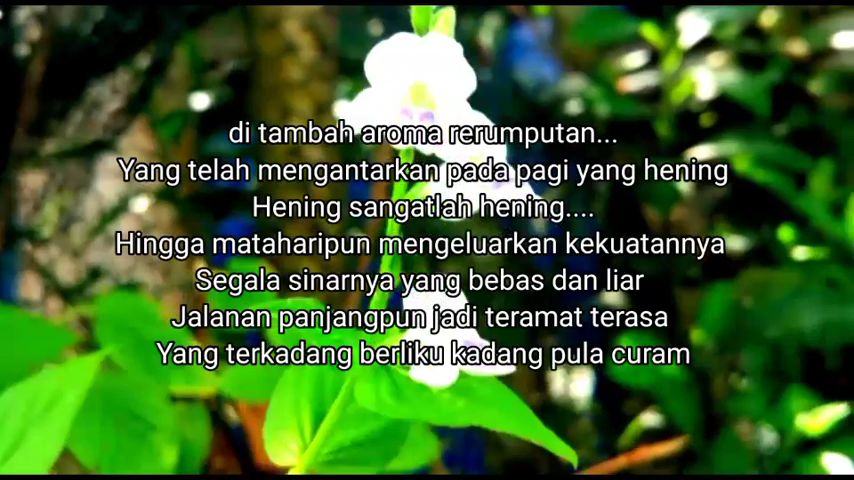 di tambah aroma rerumputan...
Yang telah mengantarkan pada pagi yang hening
Hening sangatlah hening....
Hingga mataharipun mengeluarkan kekuatannya
Segala sinarnya yang bebas dan liar
Jalanan panjangpun jadi teramat terasa
Yang terkadang berliku kadang pula curam